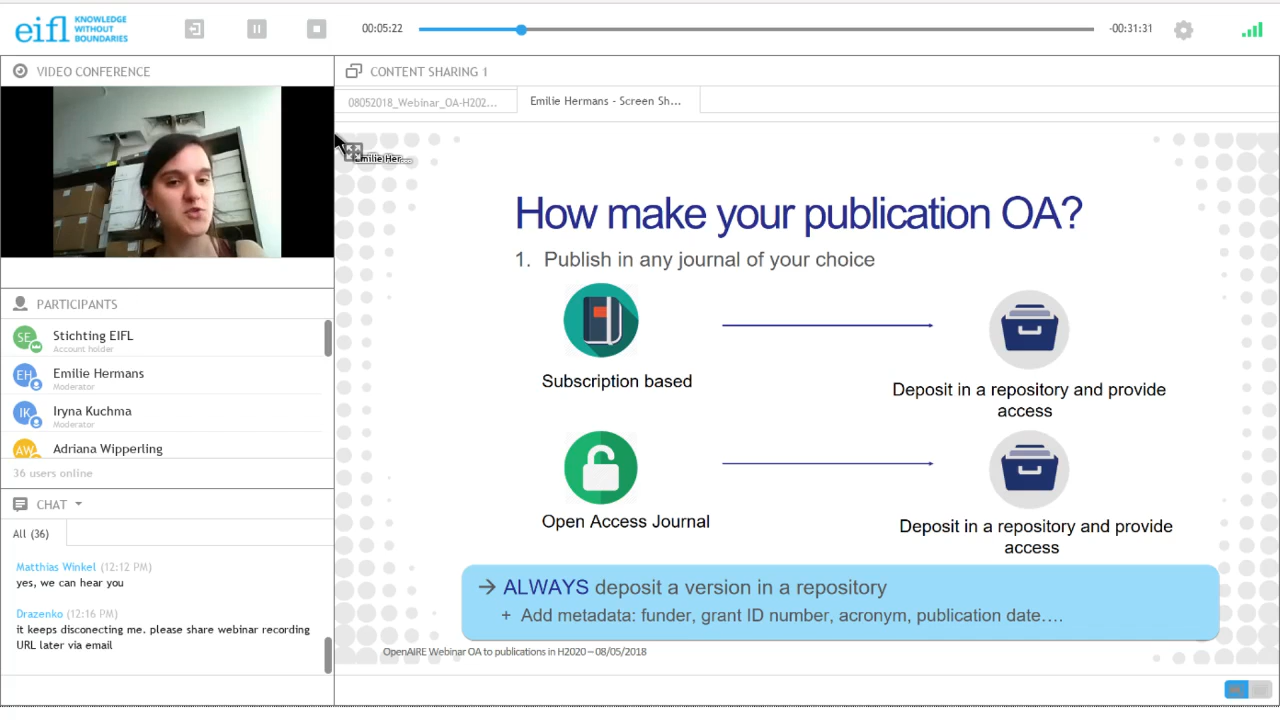 eifl KNOWLEDGE
WITHOUT
BOUNDARIES
00:05:22
-00:31:31
VIDEO CONFERENCE
CONTENT SHARING 1
08052018_Webinar_OA-H202...
Emilie Hermans - Screen Sh...
Emilie Her...
How make your publication OA?
1. Publish in any journal of your choice
Subscription based
Deposit in a repository and provide
access
Open Access Journal
Deposit in a repository and provide
access
→ ALWAYS deposit a version in a repository
+ Add metadata: funder, grant ID number, acronym, publication date….
OpenAIRE Webinar OA to publications in H2020 – 08/05/2018
PARTICIPANTS
SE
Stichting EIFL
Account holder
EH
Emilie Hermans
Moderator
IK
Iryna Kuchma
Moderator
AW
Adriana Wipperling
36 users online
CHAT
All (36)
Matthias Winkel (12:12 PM)
yes, we can hear you
Drazenko (12:16 PM)
it keeps disconecting me. please share webinar recording
URL later via email